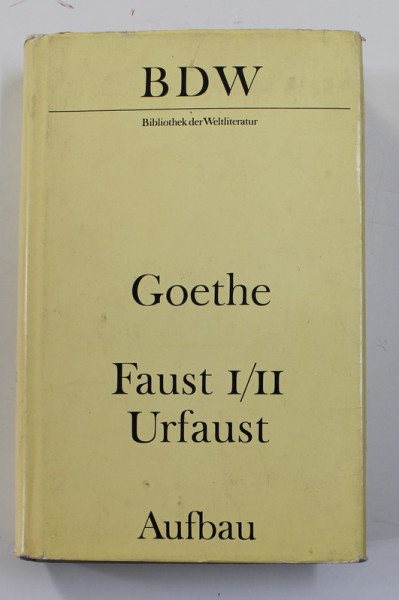 BDW
Bibliothek der Weltliteratur
Goethe
Faust I/II
Urfaust
Aufbau